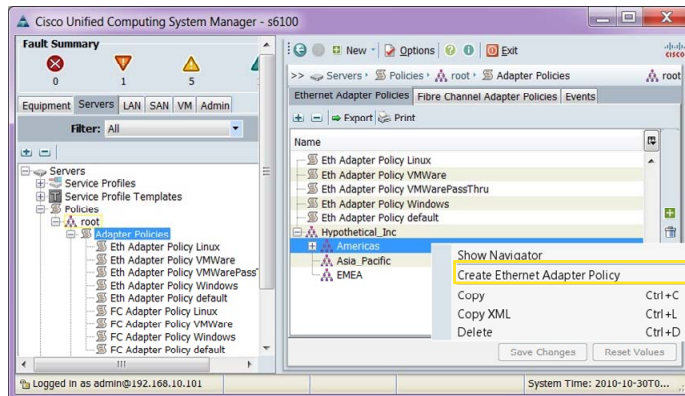 Cisco Unified Computing System Manager - s6100
Fault Summary
0 1 5
Equipment Servers LAN SAN VM Admin
Filter: All
Servers
Service Profiles
Service Profile Templates
Policies
root
Adapter Policies
Eth Adapter Policy Linux
Eth Adapter Policy VMWare
Eth Adapter Policy VMWarePass
Eth Adapter Policy Windows
Eth Adapter Policy default
FC Adapter Policy Linux
FC Adapter Policy VMWare
FC Adapter Policy Windows
FC Adapter Policy default
New Options Exit
cisco
>> Servers Policies root Adapter Policies root
Ethernet Adapter Policies Fibre Channel Adapter Policies Events
Export Print
Name
Eth Adapter Policy Linux
Eth Adapter Policy VMWare
Eth Adapter Policy VMWarePassThru
Eth Adapter Policy Windows
Eth Adapter Policy default
Hypothetical_Inc
Americas
Asia_Pacific
EMEA
Show Navigator
Create Ethernet Adapter Policy
Copy Ctrl+C
Copy XML Ctrl+L
Delete Ctrl+D
Save Changes Reset Values
Logged in as admin@192.168.10.101 System Time: 2010-10-30T0...